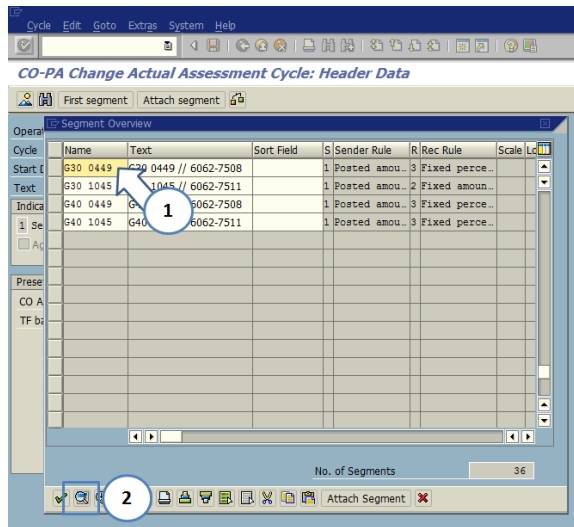 Cycle Edit Goto Extras System Help
CO-PA Change Actual Assessment Cycle: Header Data
First segment Attach segment
Segment Overview
Cycle
Start
Text
Indica
1 Se
Prese
CO A
TF ba
Name Text Sort Field S Sender Rule R Rec Rule Scale
G30 0449 G30 0449 // 6062-7508 1 Posted amou.. 3 Fixed perce..
G30 1045 1045 // 6062-7511 1 Posted amou.. 2 Fixed amoun..
G40 0449 6062-7508 1 Posted amou.. 3 Fixed perce..
G40 1045 G40 6062-7511 1 Posted amou.. 3 Fixed perce..
1
No. of Segments 36
2
Attach Segment